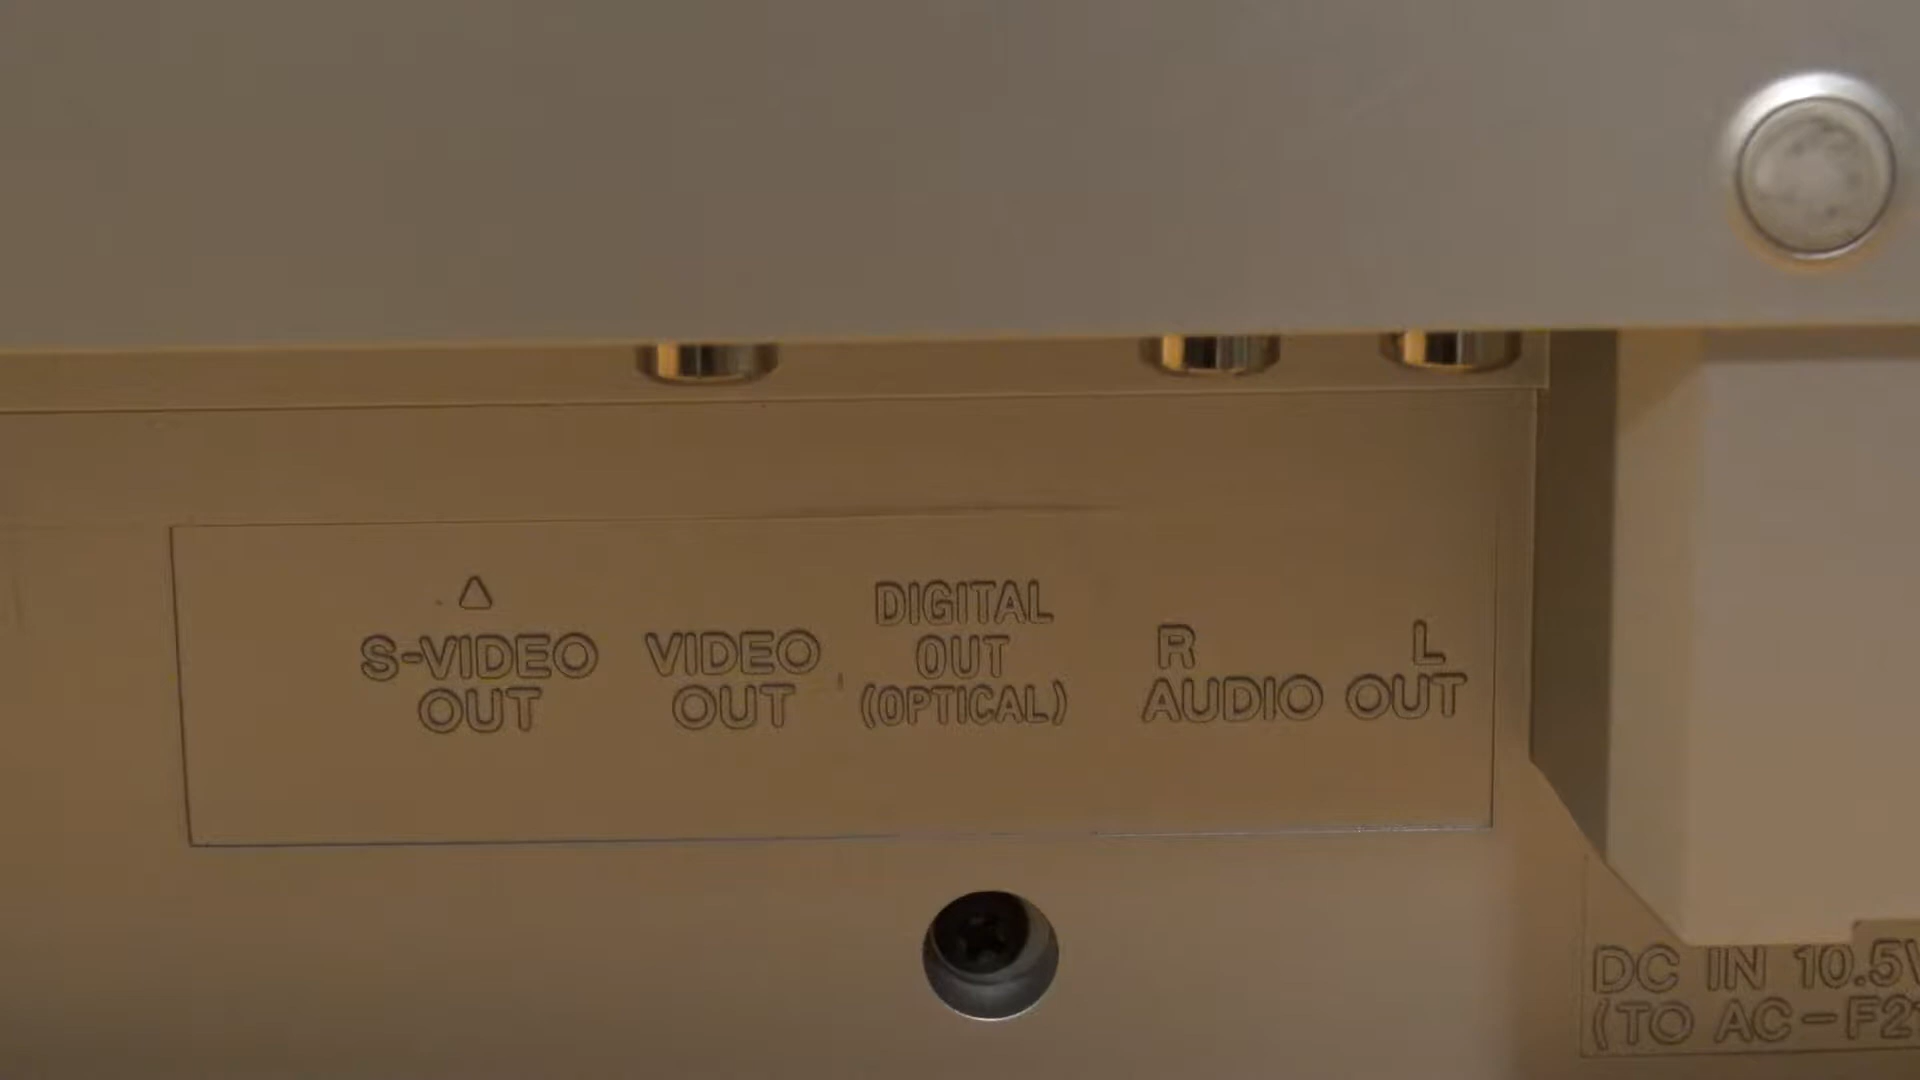 S-VIDEO
OUT
VIDEO
OUT
DIGITAL
OUT
(OPTICAL)
R L
AUDIO OUT
DC IN 10.5V
(TO AC-F2